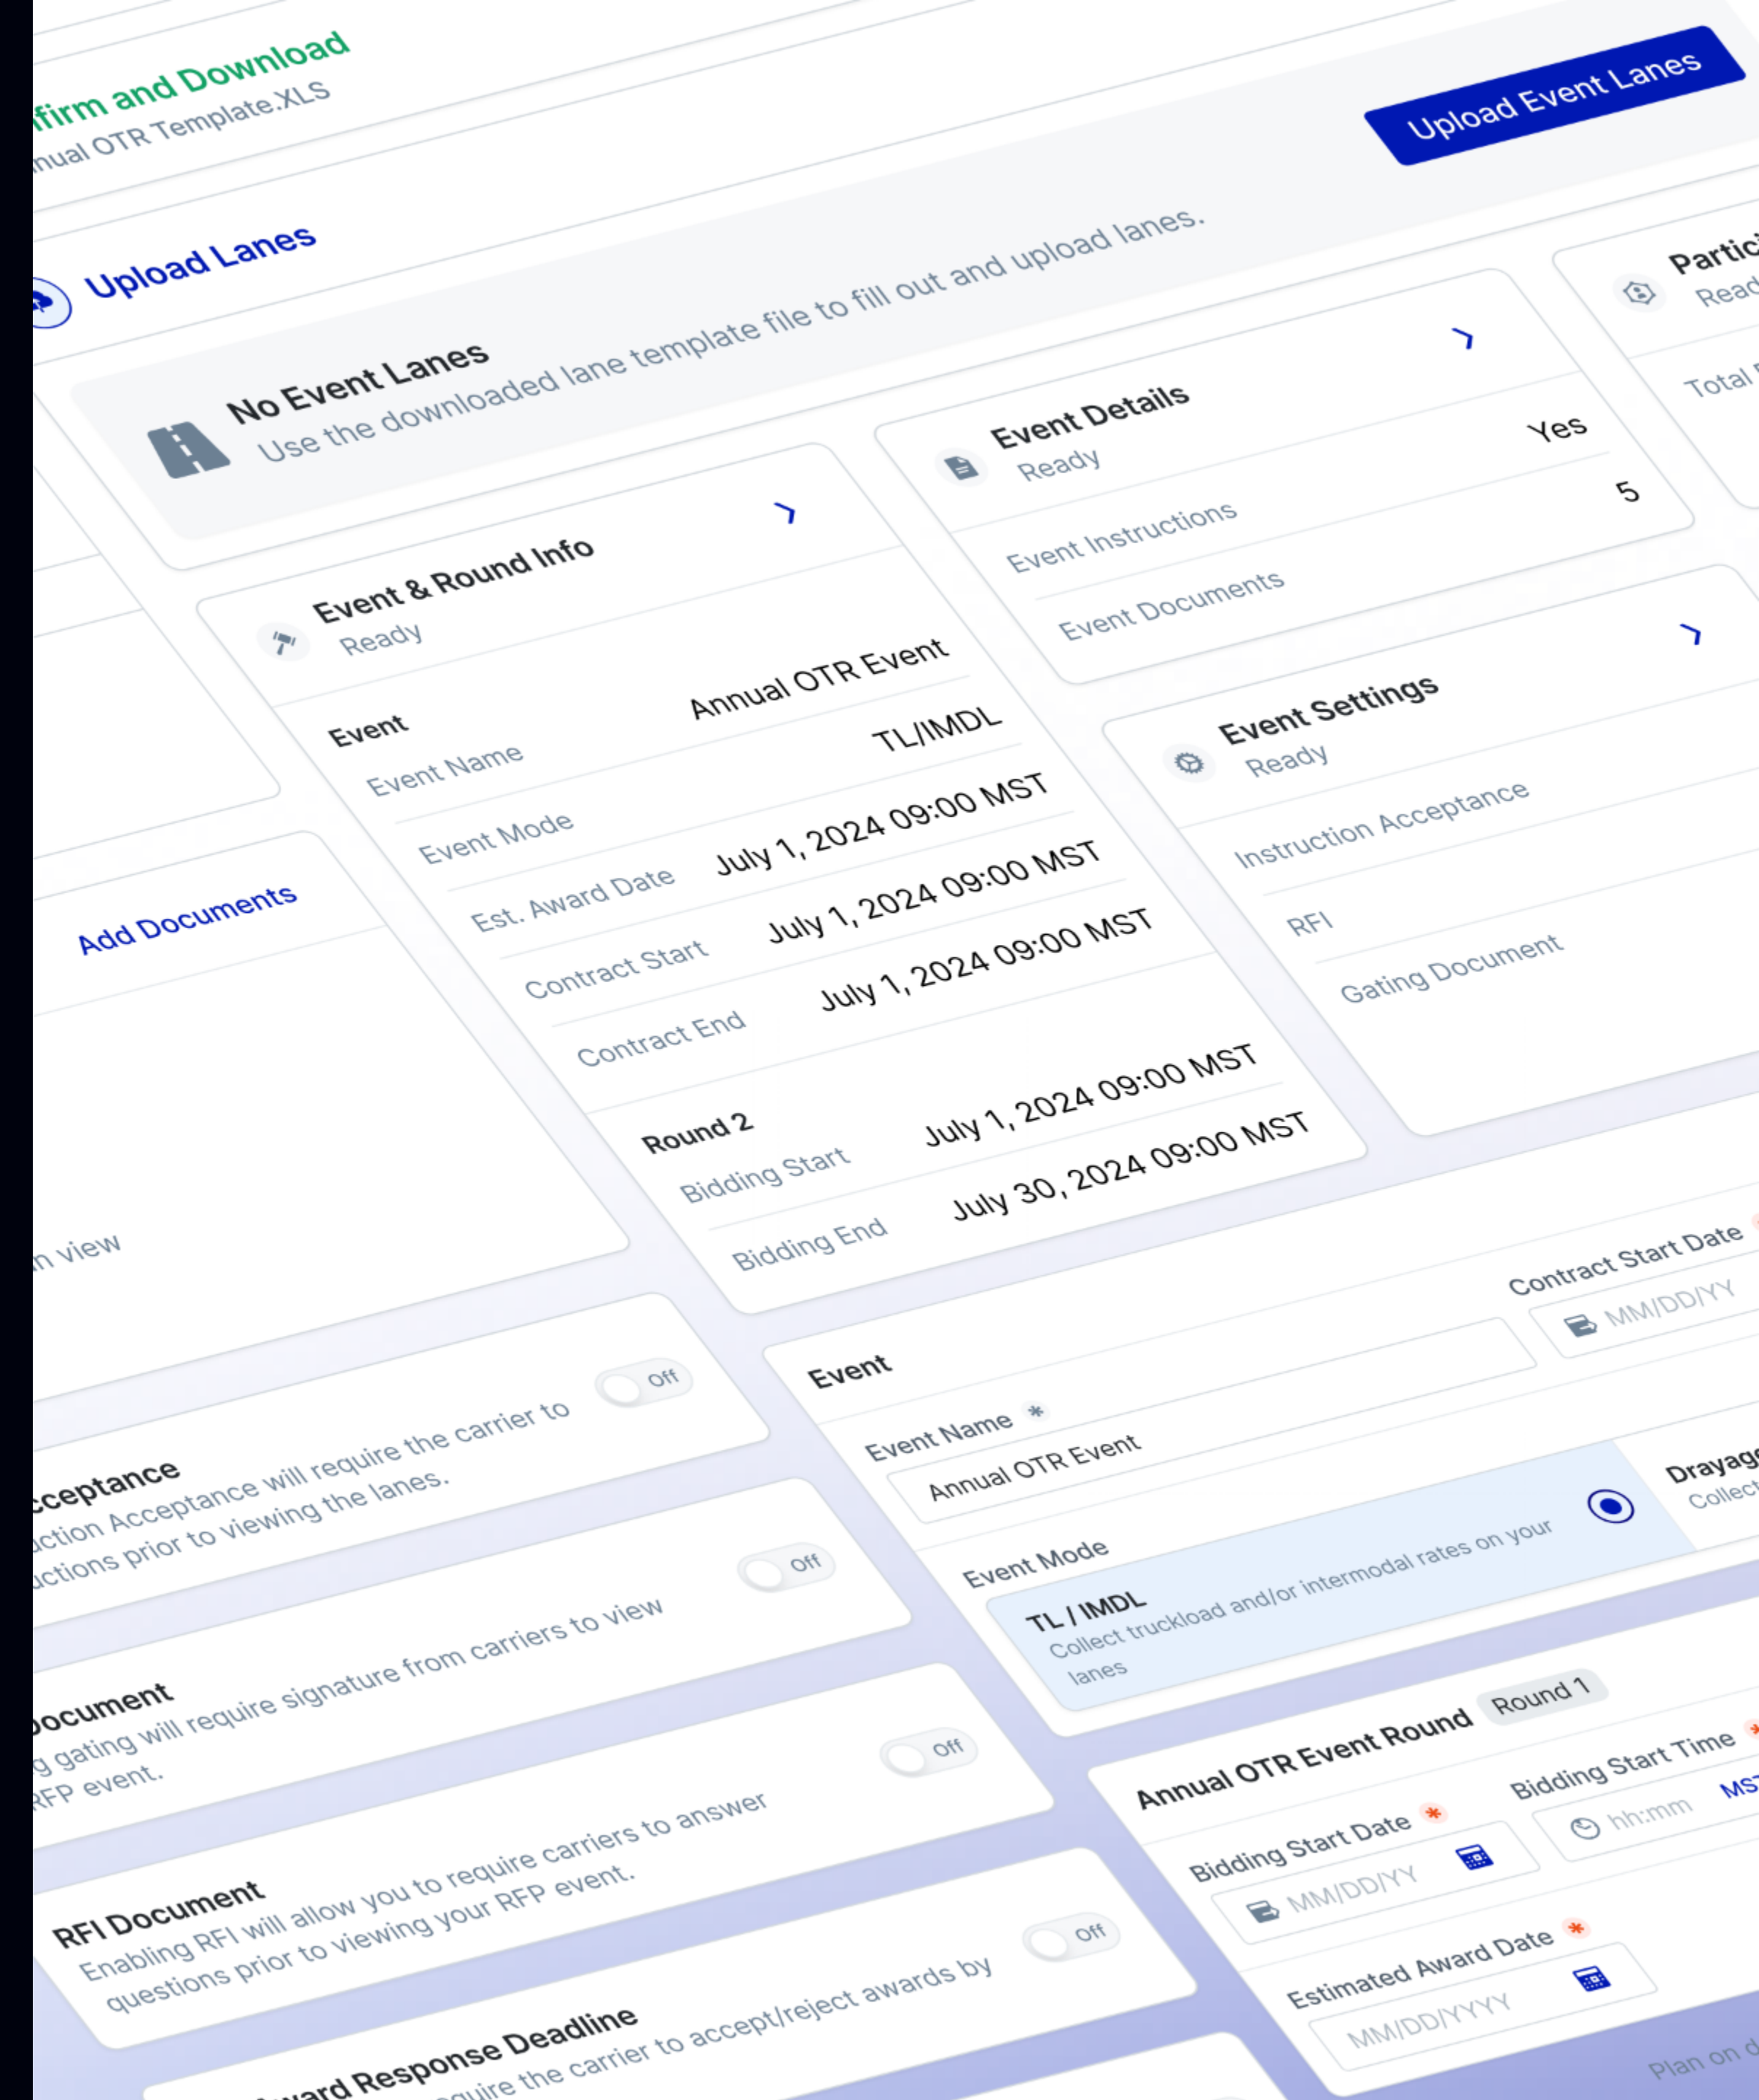 and Download
OTR Template.XLS
Upload Event Lanes
Upload Lanes
No Event Lanes
Use the downloaded lane template file to fill out and upload lanes.
Event & Round Info
Ready
Event
Event Name Annual OTR Event
Event Mode TL/IMDL
Est. Award Date July 1, 2024 09:00 MST
Contract Start July 1, 2024 09:00 MST
Contract End July 1, 2024 09:00 MST
Round 2
Bidding Start July 1, 2024 09:00 MST
Bidding End July 30, 2024 09:00 MST
Event Details
Ready
Event Instructions Yes
Event Documents 5
Total
Event Settings
Ready
Instruction Acceptance
RFI
Gating Document
Add Documents
view
Off
Acceptance will require the carrier to
prior to viewing the lanes.
Off
gating will require signature from carriers to view
RFP event.
RFI Document
Off
Enabling RFI will allow you to require carriers to answer
questions prior to viewing your RFP event.
Response Deadline
Off
the carrier to accept/reject awards by
Event
Event Name *
Annual OTR Event
Contract Start Date
MM/DD/YY
Event Mode
TL / IMDL
Collect truckload and/or intermodal rates on your
lanes
Collect
Annual OTR Event Round Round 1
Bidding Start Date *
MM/DD/YY
Bidding Start Time *
hh:mm
Estimated Award Date *
MM/DD/YYYY
Plan on